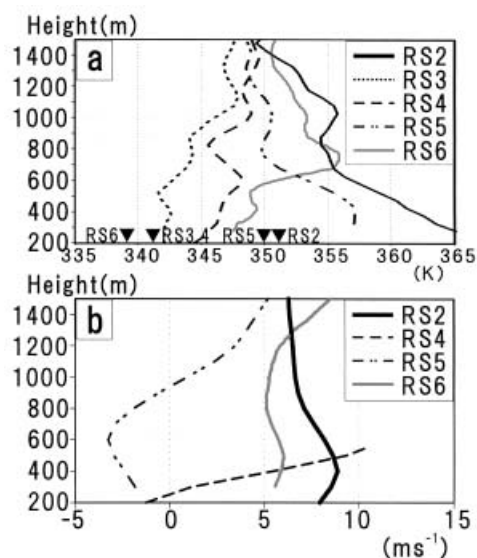 Height(m)
1400
1200
1000
800
600
400
200
a
RS2
RS3
RS4
RS5
RS6
RS6 RS3,4 RS5 RS2
335 340 345 350 355 360 365
(K)
Height(m)
1400
1200
1000
800
600
400
200
b
RS2
RS4
RS5
RS6
-5 0 5 10 15
(ms⁻¹)